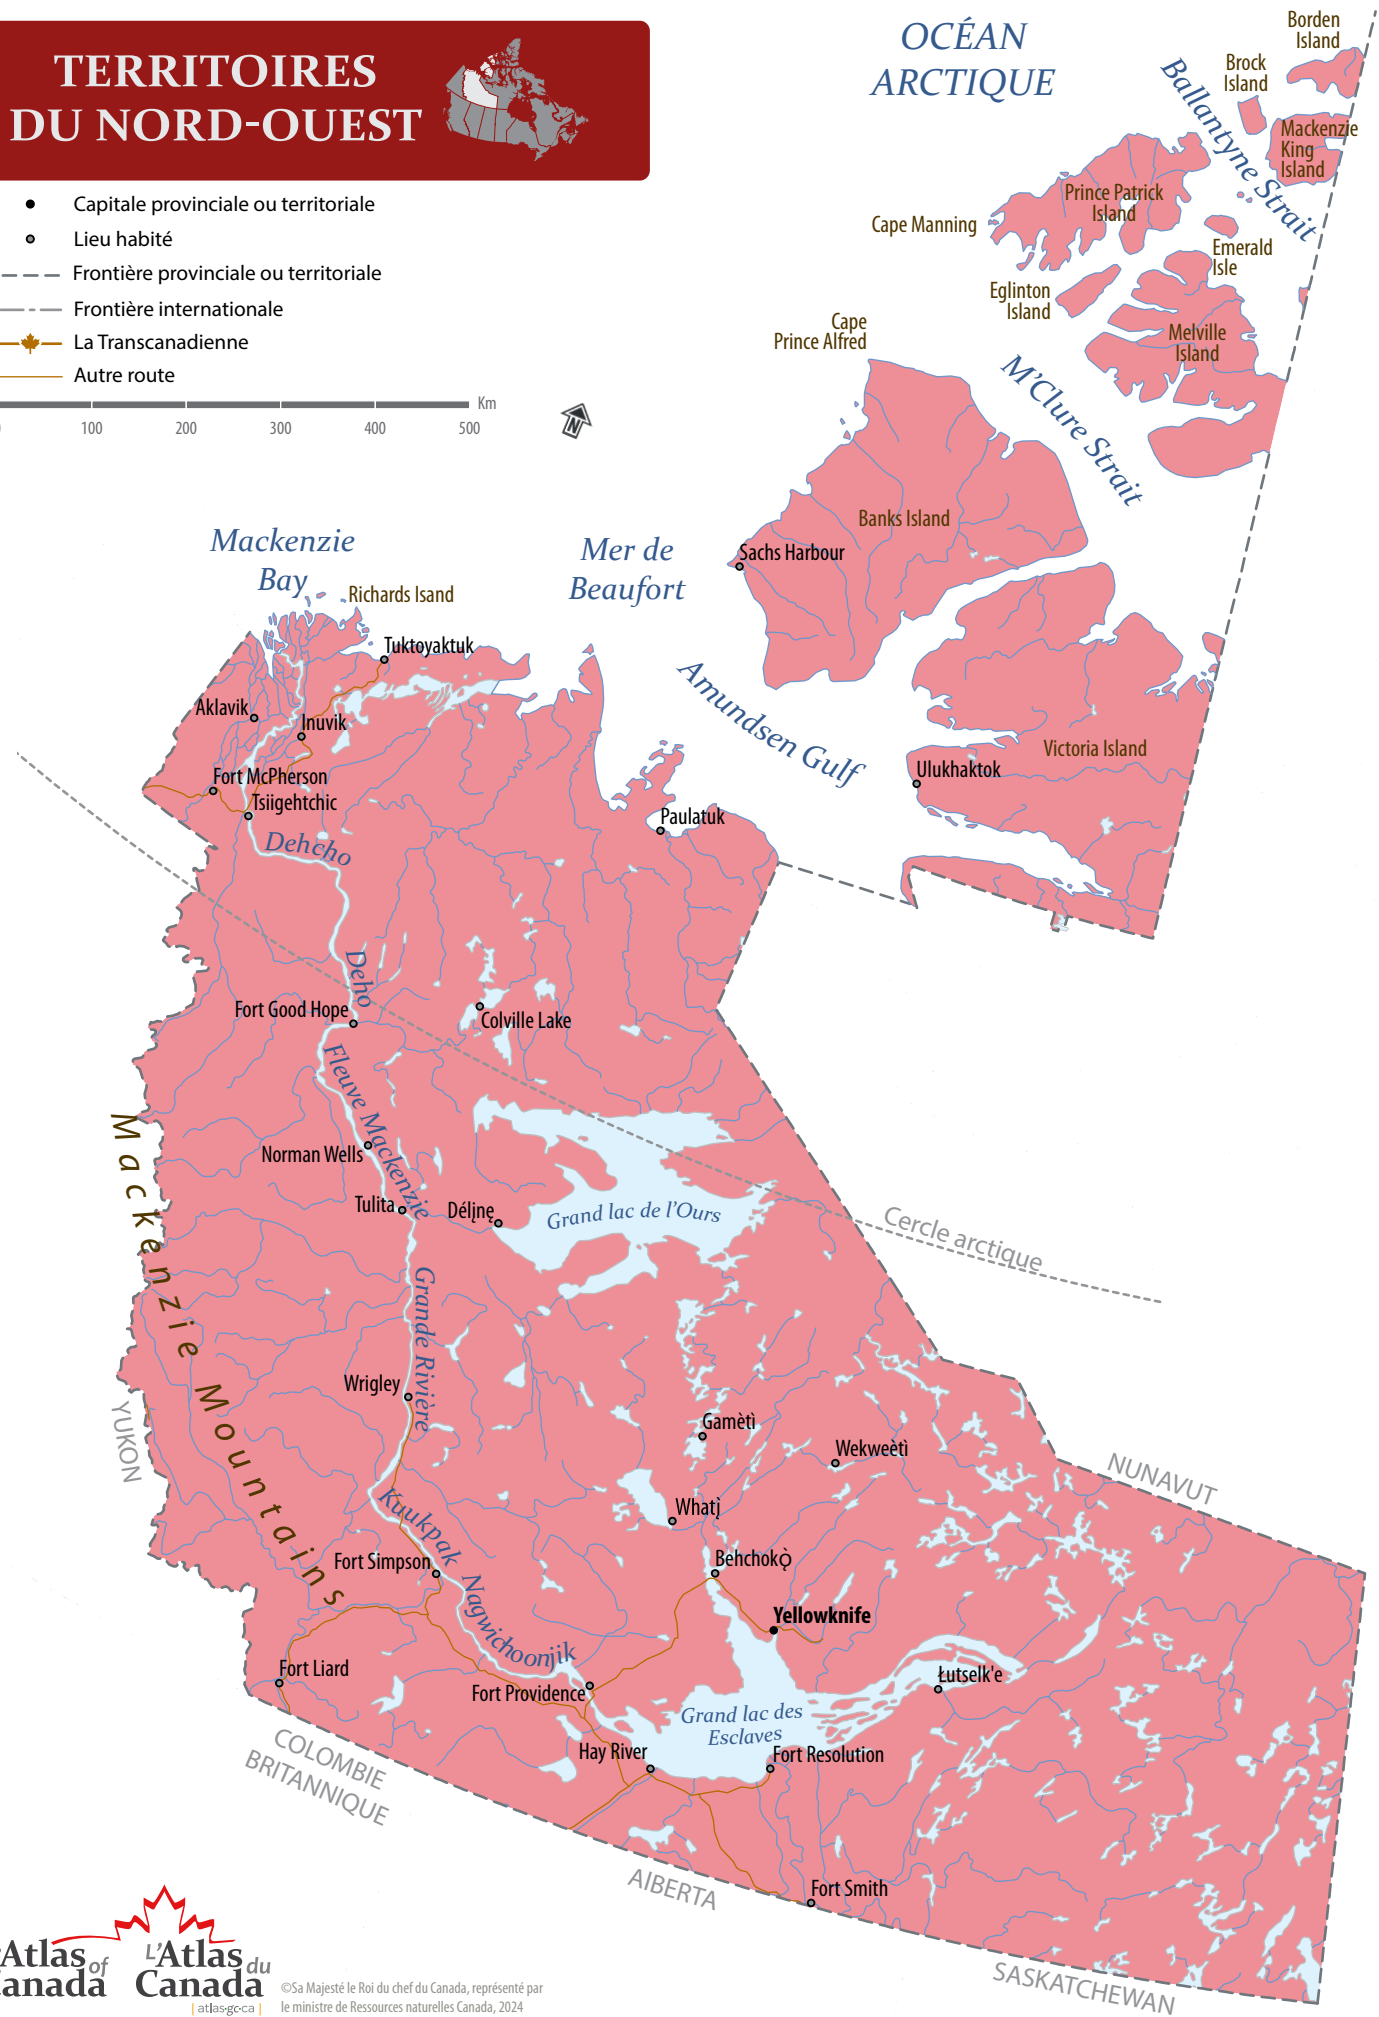 TERRITOIRES
DU NORD-OUEST
Capitale provinciale ou territoriale
Lieu habité
Frontière provinciale ou territoriale
Frontière internationale
La Transcanadienne
Autre route
Km
100 200 300 400 500
N
OCÉAN
ARCTIQUE
Borden
Island
Brock
Island
Ballantyne Strait
Mackenzie
King
Island
Prince Patrick
Island
Cape Manning
Emerald
Isle
Eglinton
Island
Melville
Island
Cape
Prince Alfred
M'Clure Strait
Banks Island
Sachs Harbour
Mackenzie
Bay
Mer de
Beaufort
Richards Isand
Tuktoyaktuk
Amundsen Gulf
Aklavik
Inuvik
Victoria Island
Ulukhaktok
Fort McPherson
Tsiigehtchic
Paulatuk
Dehcho
Deho
Fort Good Hope
Colville Lake
Fleuve Mackenzie
Mackenzie Mountains
Norman Wells
Tulita
Délı̨nę
Grand lac de l'Ours
Cercle arctique
Grande Rivière
Wrigley
YUKON
Gamètì
Wekweètì
NUNAVUT
Kuukpak
Whatį̀
Behchokǫ̀
Fort Simpson
Nagwichoonjik
Yellowknife
Fort Liard
Fort Providence
Łutselk'e
Grand lac des
Esclaves
Hay River
Fort Resolution
COLOMBIE
BRITANNIQUE
AlBERTA
Fort Smith
SASKATCHEWAN
Atlas of
anada
L'Atlas du
Canada
atlas.gc.ca
©Sa Majesté le Roi du chef du Canada, représenté par
le ministre de Ressources naturelles Canada, 2024